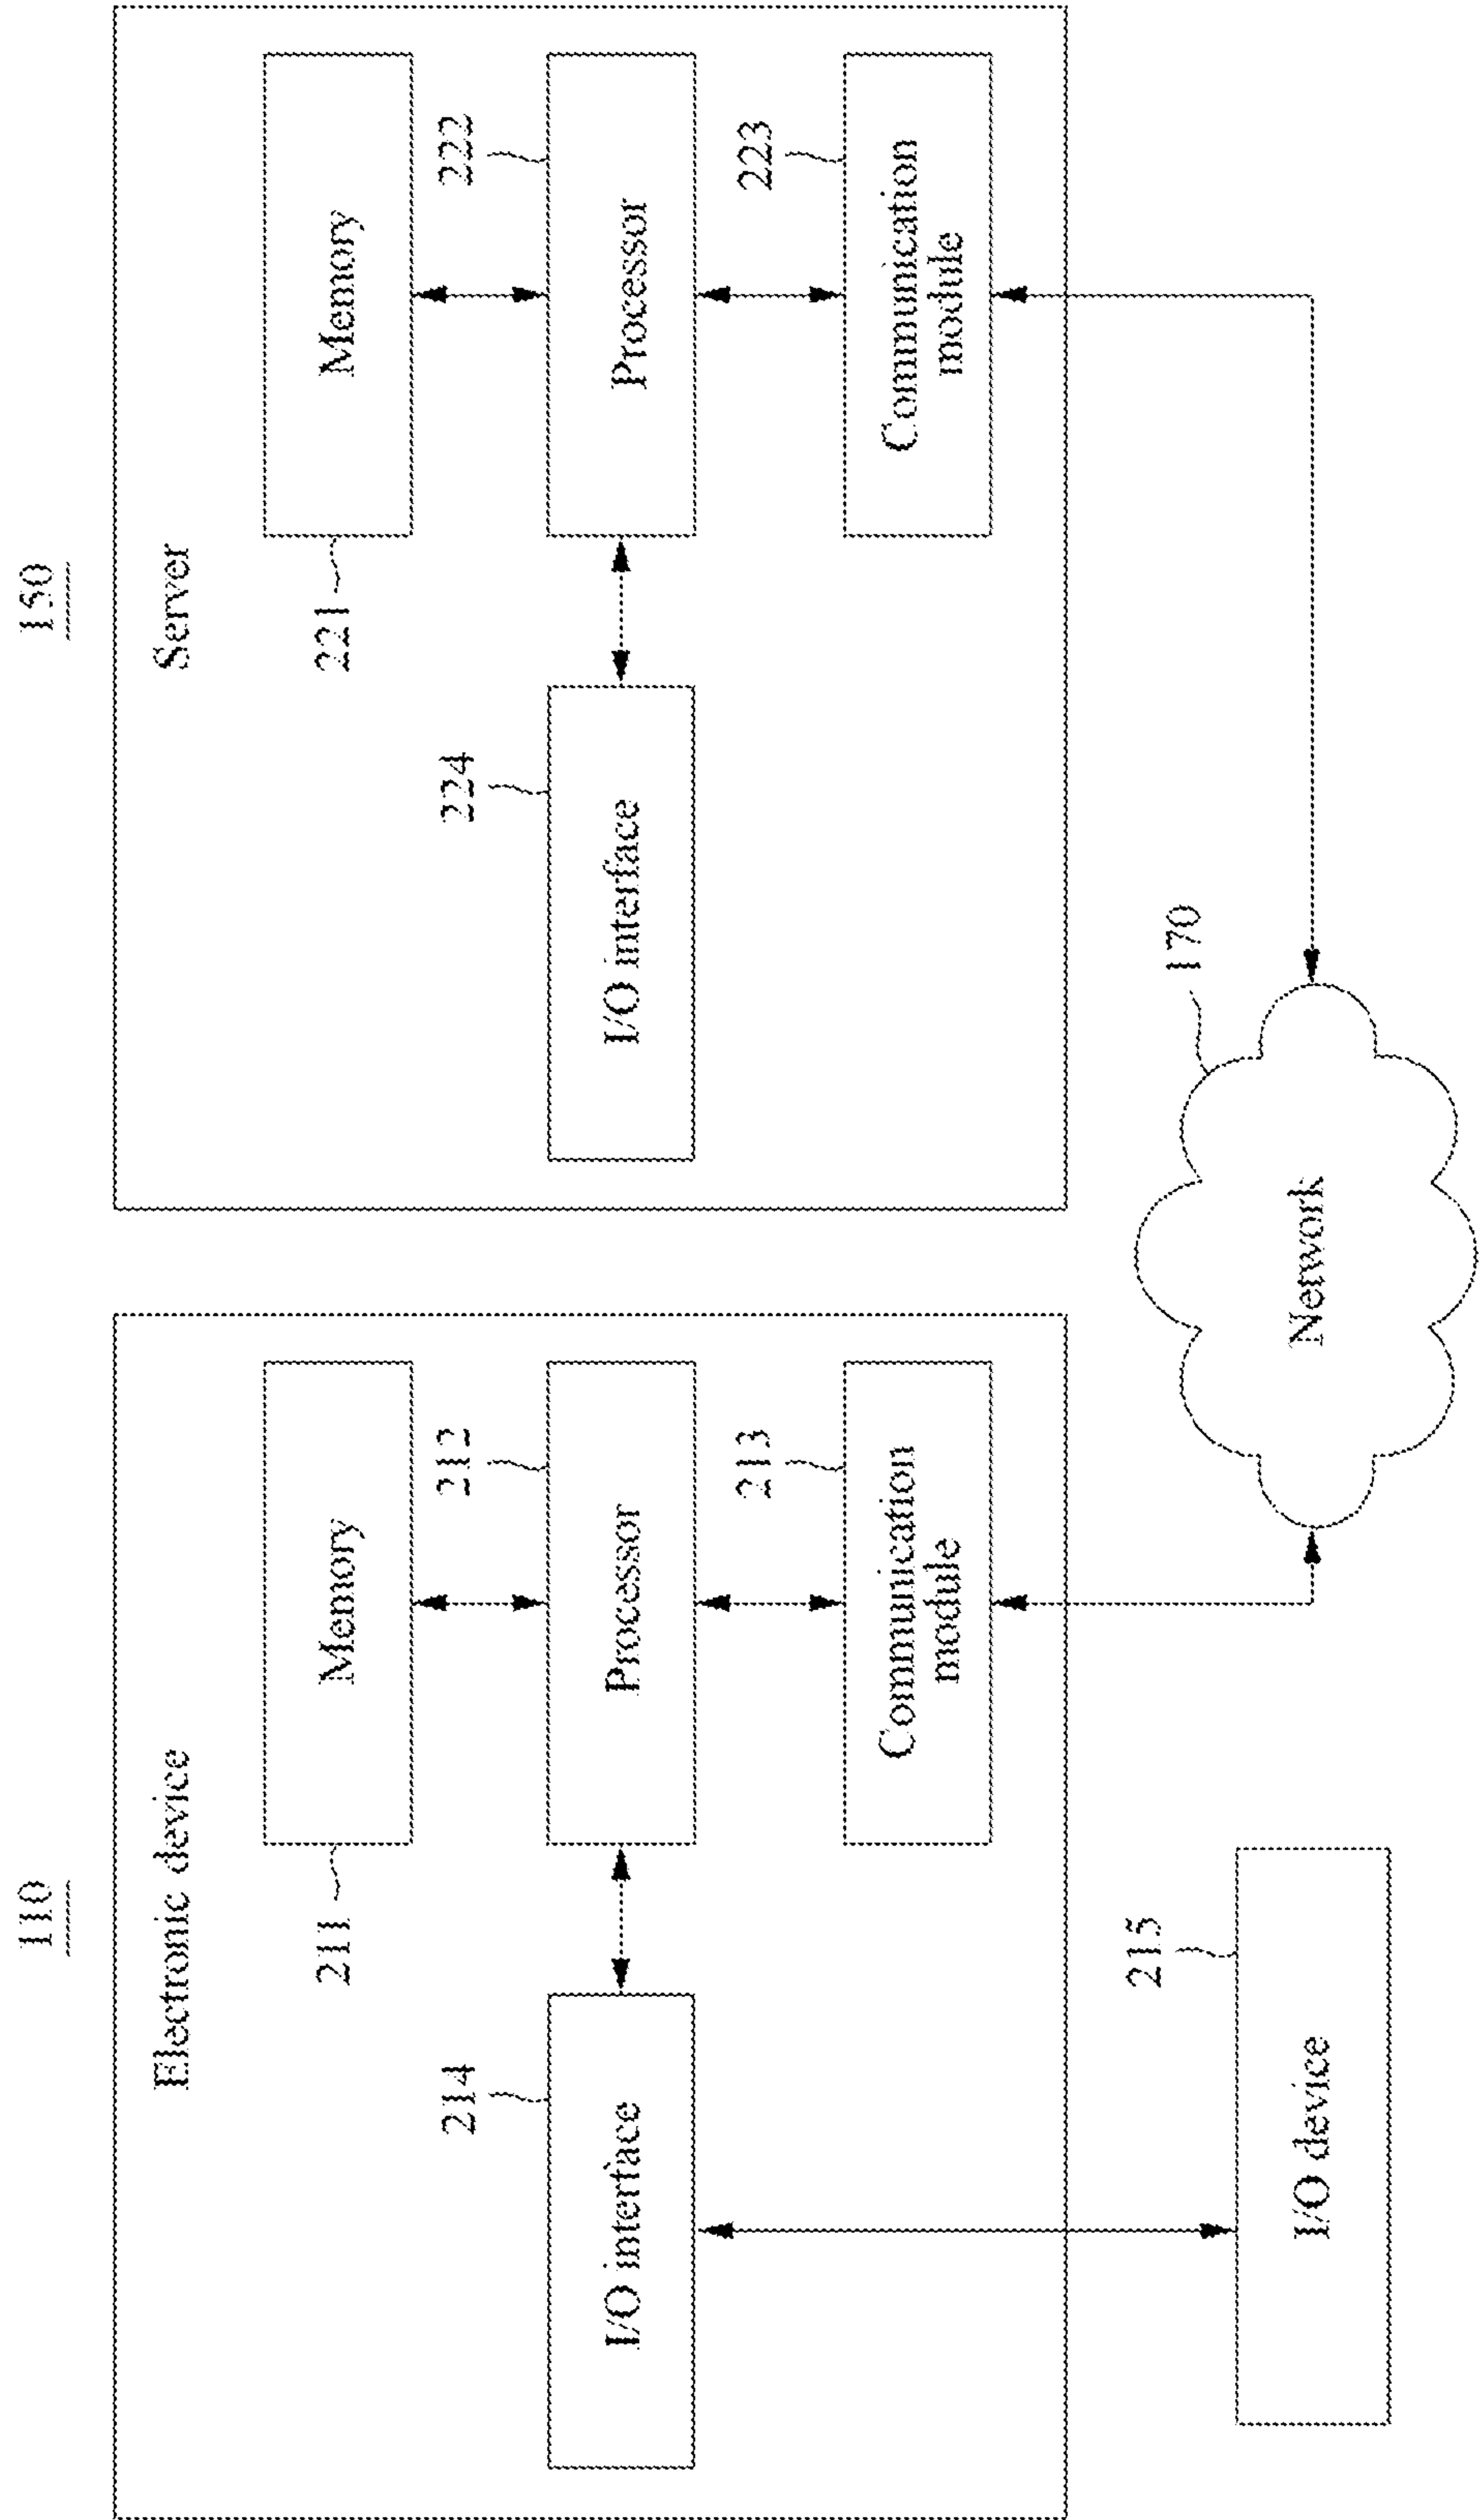 110
Electronic device
211
Memory
212
214
I/O interface
Processor
213
Communication
module
215
I/O device
150
Server
221
Memory
222
224
I/O interface
Processor
223
Communication
module
170
Network